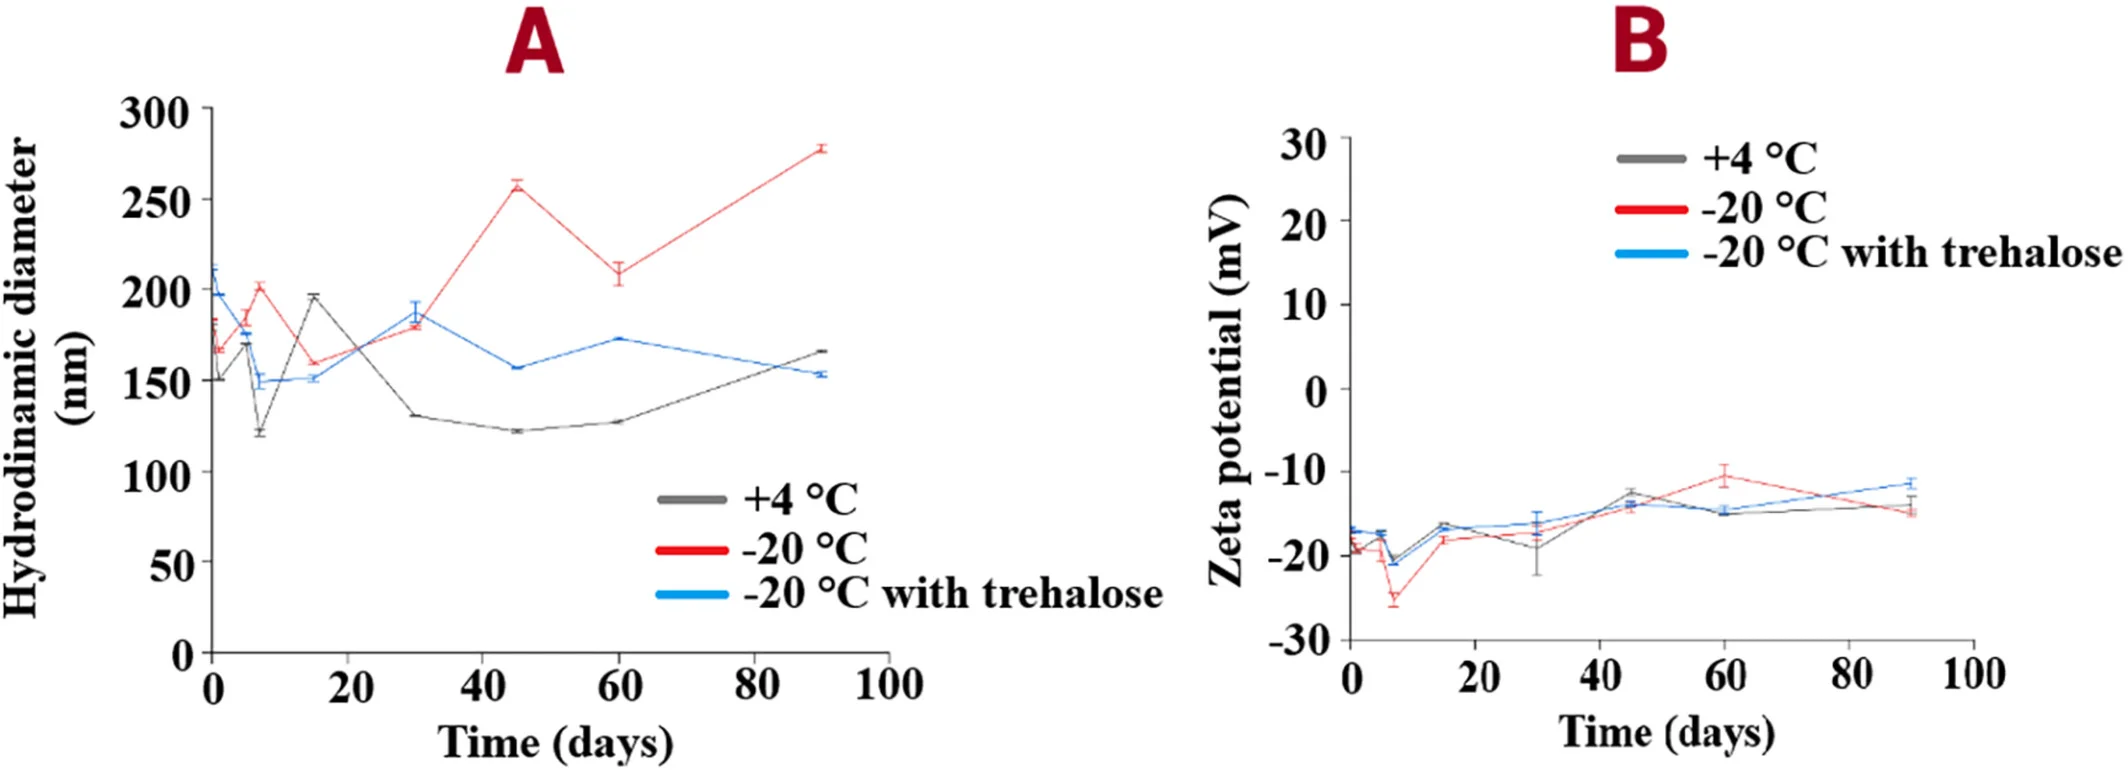 A
Hydrodinamic diameter
(nm)
300
250
200
150
100
50
0
0 20 40 60 80 100
Time (days)
+4 °C
-20 °C
-20 °C with trehalose
B
Zeta potential (mV)
30
20
10
0
-10
-20
-30
0 20 40 60 80 100
Time (days)
+4 °C
-20 °C
-20 °C with trehalose